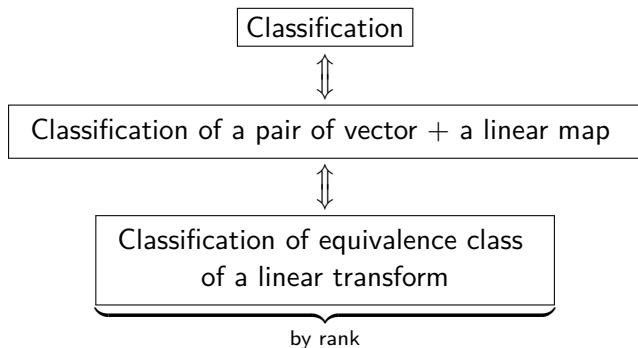 Classification
Classification of a pair of vector + a linear map
Classification of equivalence class
of a linear transform
by rank